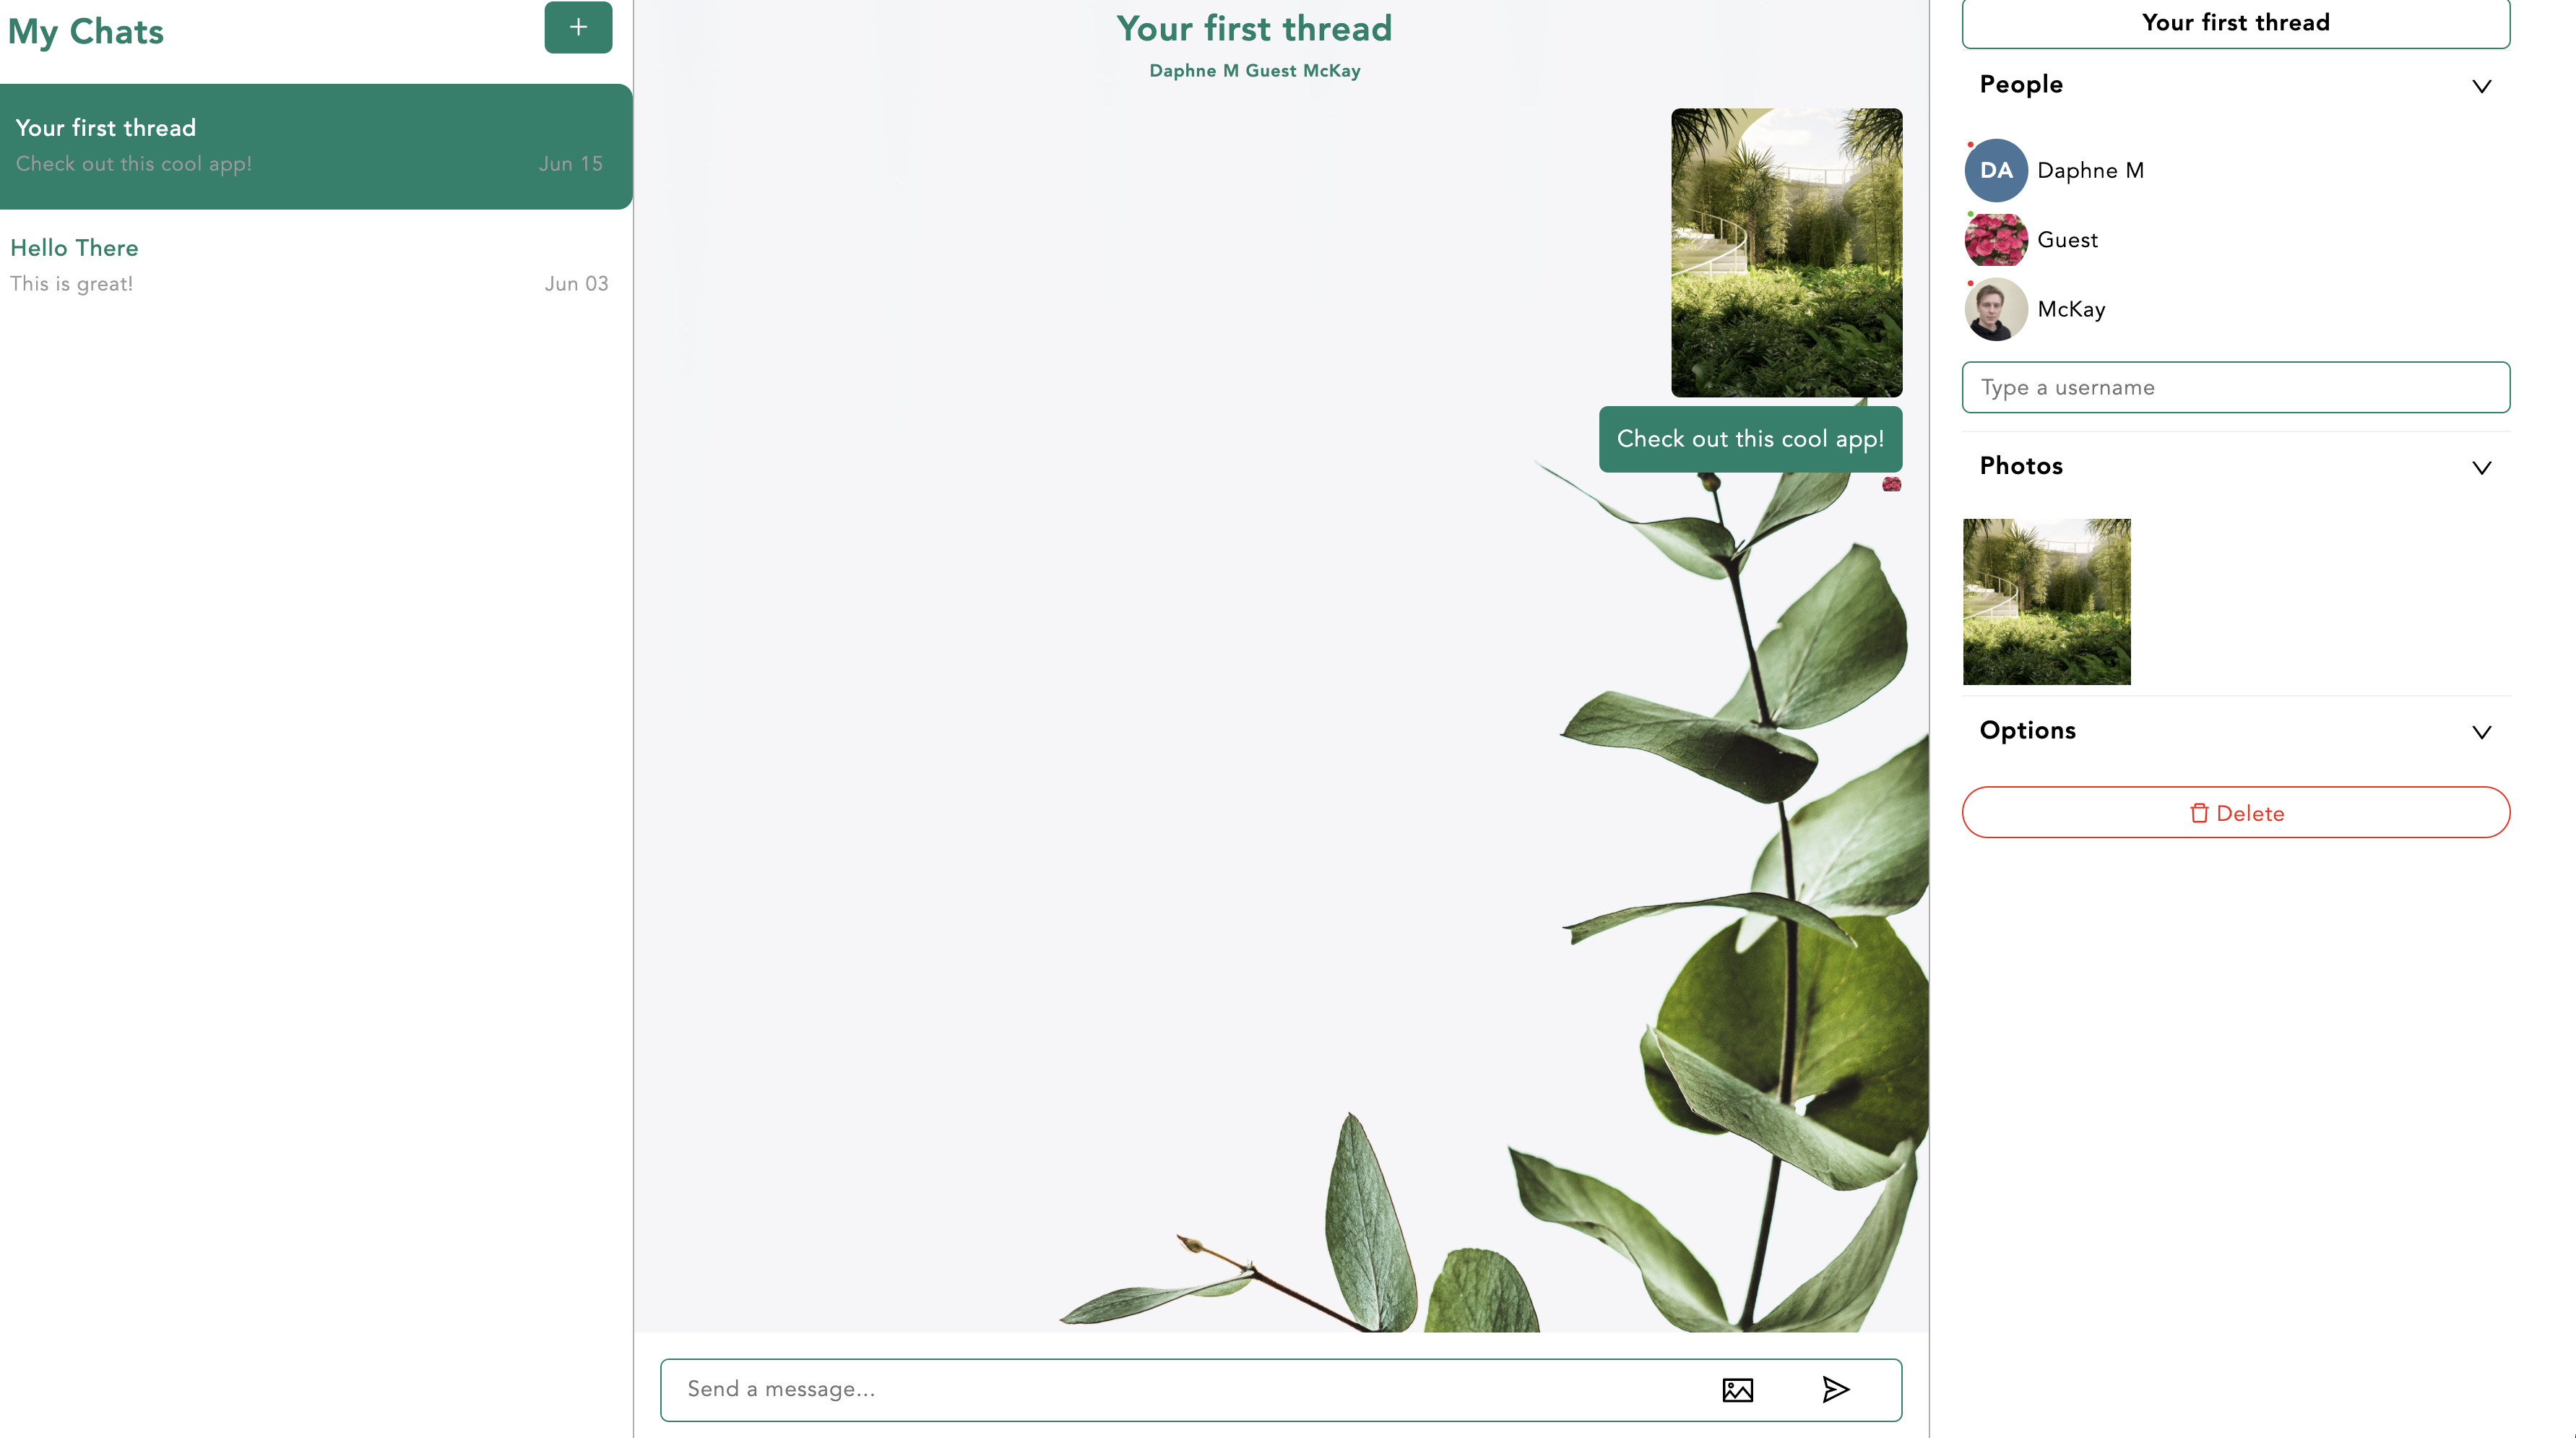 My Chats
+
Your first thread
Check out this cool app!
Jun 15
Hello There
This is great!
Jun 03
Your first thread
Daphne M Guest McKay
Check out this cool app!
Send a message...
Your first thread
People
DA
Daphne M
Guest
McKay
Type a username
Photos
Options
Delete